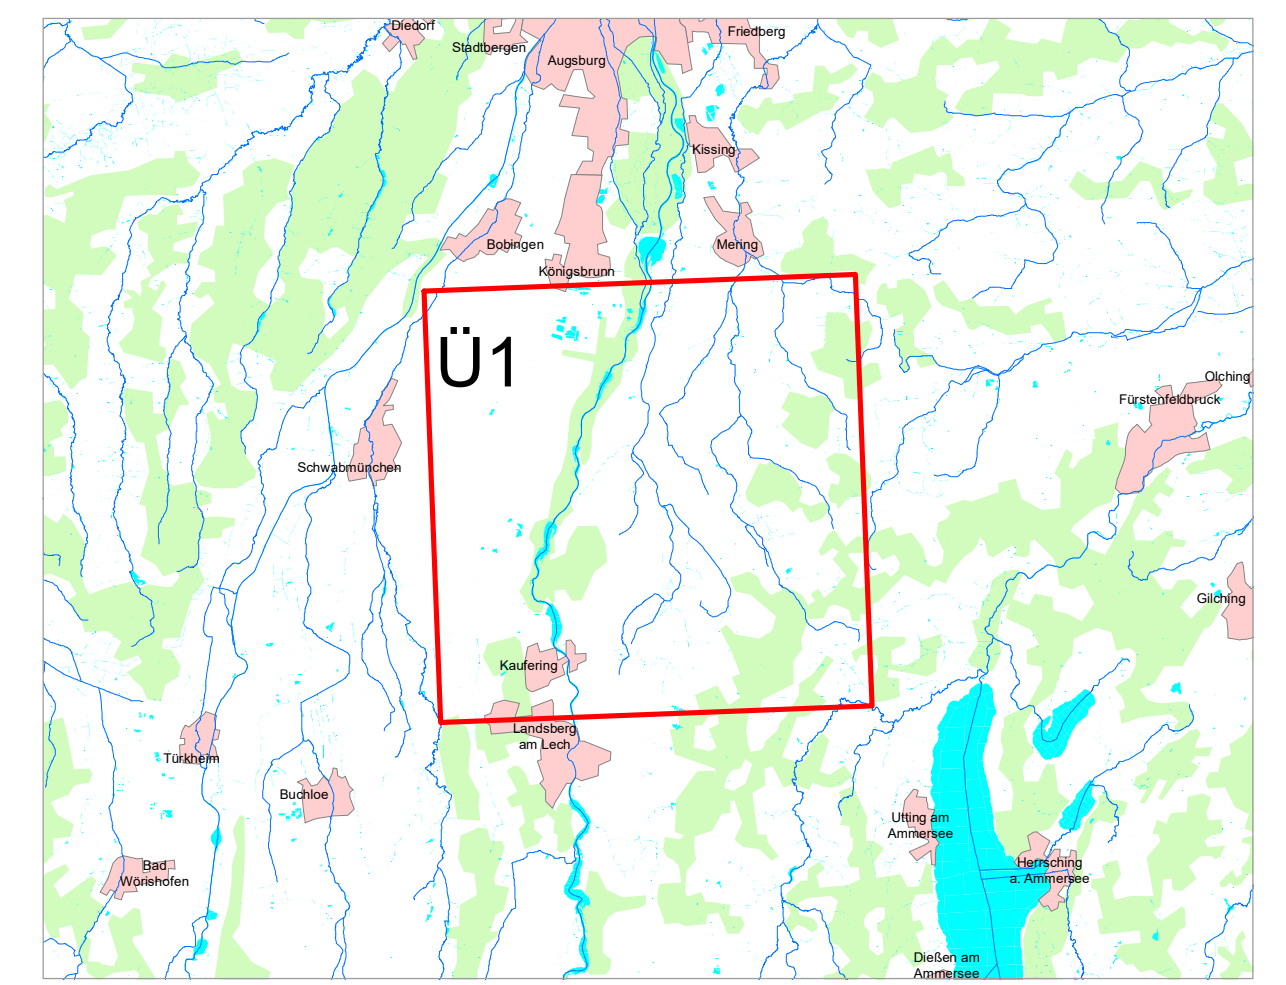 Diedorf
Stadtbergen
Augsburg
Friedberg
Kissing
Bobingen
Mering
Königsbrunn
Ü1
Olching
Fürstenfeldbruck
Schwabmünchen
Gilching
Kaufering
Landsberg
am Lech
Türkheim
Buchloe
Utting am
Ammersee
Bad
Wörishofen
Herrsching
a. Ammersee
Dießen am
Ammersee